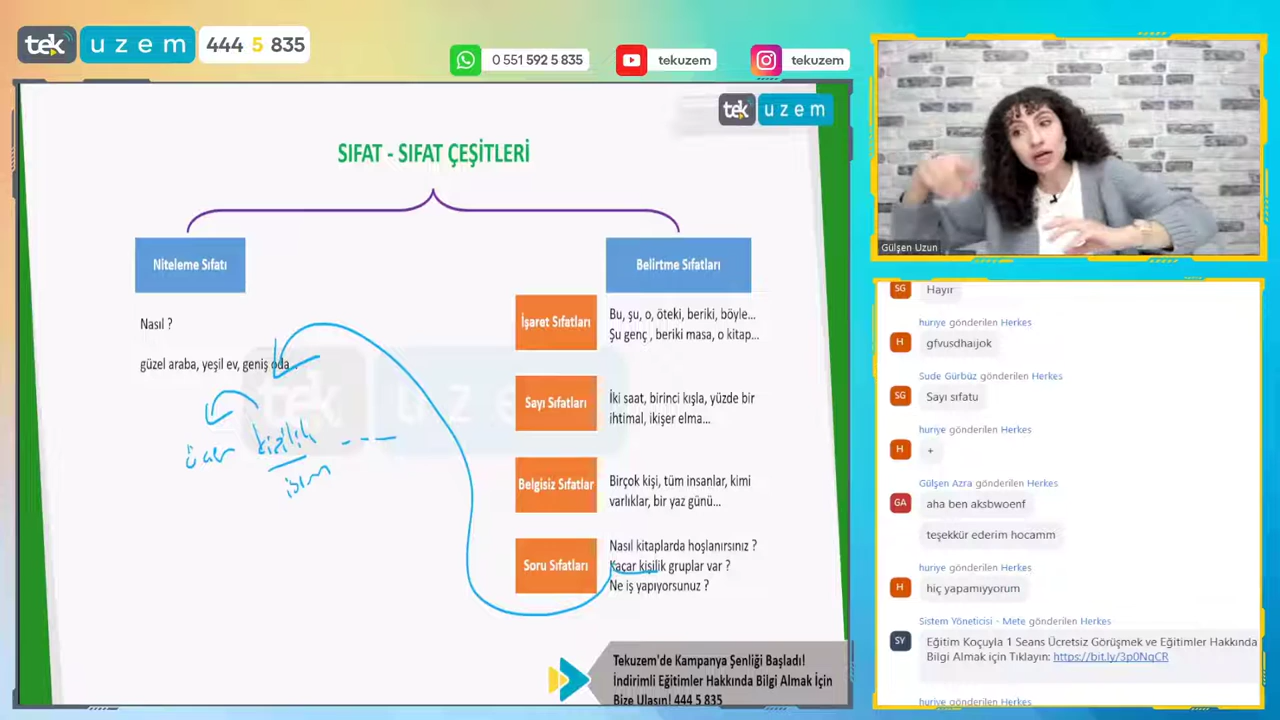 tek uzem 444 5 835
0 551 592 5 835
tekuzem
tekuzem
tek uzem
SIFAT - SIFAT ÇEŞİTLERİ
Niteleme Sıfatı
Nasıl ?
güzel araba, yeşil ev, geniş oda...
üçer kişilik ---
isim
Belirtme Sıfatları
İşaret Sıfatları
Bu, şu, o, öteki, beriki, böyle...
Şu genç , beriki masa, o kitap...
Sayı Sıfatları
İki saat, birinci kışla, yüzde bir
ihtimal, ikişer elma...
Belgisiz Sıfatlar
Birçok kişi, tüm insanlar, kimi
varlıklar, bir yaz günü...
Soru Sıfatları
Nasıl kitaplarda hoşlanırsınız ?
Kaçar kişilik gruplar var ?
Ne iş yapıyorsunuz ?
Tekuzem'de Kampanya Şenliği Başladı!
İndirimli Eğitimler Hakkında Bilgi Almak İçin
Bize Ulaşın! 444 5 835
Gülşen Uzun
SG Hayır
huriye gönderilen Herkes
H gfvusdhaijok
Sude Gürbüz gönderilen Herkes
SG Sayı sıfatu
huriye gönderilen Herkes
H +
Gülşen Azra gönderilen Herkes
GA aha ben aksbwoenf
teşekkür ederim hocamm
huriye gönderilen Herkes
H hiç yapamıyyorum
Sistem Yöneticisi - Mete gönderilen Herkes
SY Eğitim Koçuyla 1 Seans Ücretsiz Görüşmek ve Eğitimler Hakkında
Bilgi Almak için Tıklayın: https://bit.ly/3p0NqCR
huriye gönderilen Herkes